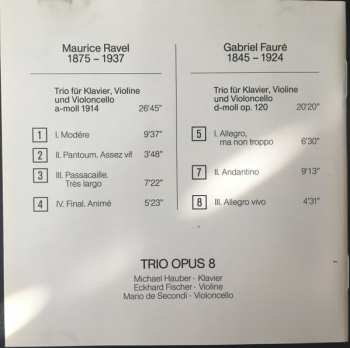 Maurice Ravel
1875 – 1937
Trio für Klavier, Violine
und Violoncello
a-moll 1914 26'45"
1 I. Modére 9'37"
2 II. Pantoum. Assez vif 3'48"
3 III. Passacaille.
Très largo 7'22"
4 IV. Final. Animé 5'23"
Gabriel Fauré
1845 – 1924
Trio für Klavier, Violine
und Violoncello
d-moll op. 120 20'20"
5 I. Allegro,
ma non troppo 6'30"
7 II. Andantino 9'13"
8 III. Allegro vivo 4'31"
TRIO OPUS 8
Michael Hauber - Klavier
Eckhard Fischer - Violine
Mario de Secondi - Violoncello